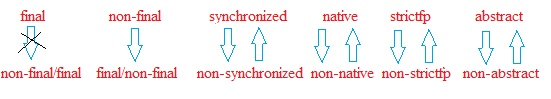 final non-final synchronized native strictfp abstract
non-final/final final/non-final non-synchronized non-native non-strictfp non-abstract